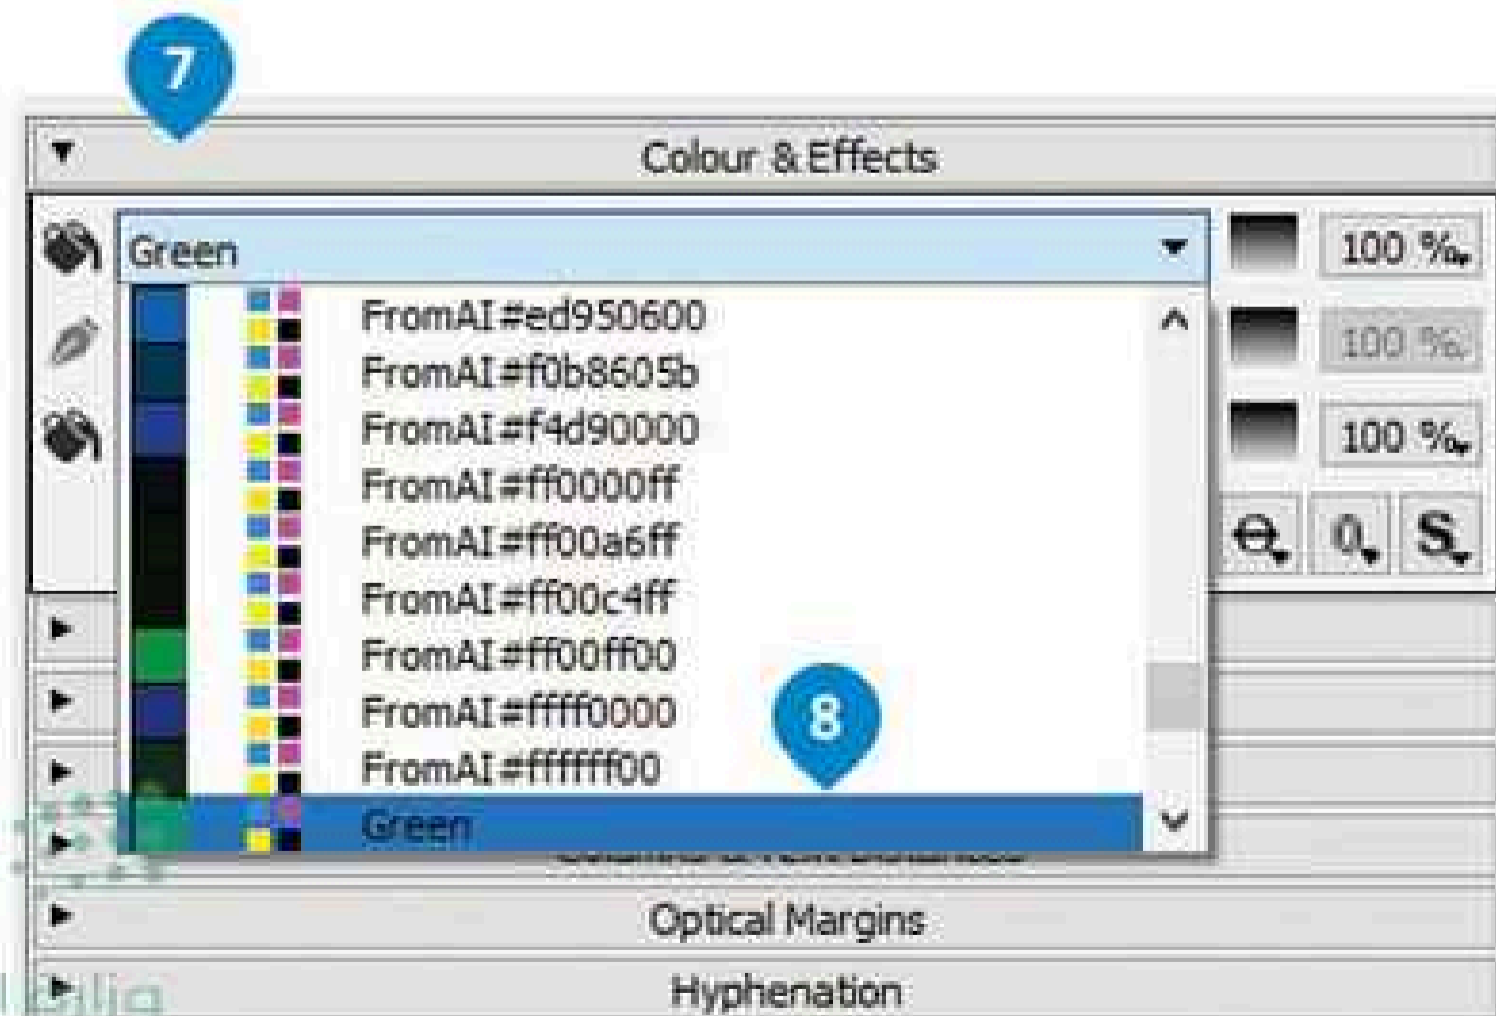 7
Colour & Effects
Green
100 %
FromAI#ed950600
FromAI#f0b8605b
100 %
FromAI#f4d90000
100 %
FromAI#ff0000ff
FromAI#ff00a6ff
0 S
FromAI#ff00c4ff
FromAI#ff00ff00
FromAI#ffff0000
8
FromAI#ffffff00
Green
Optical Margins
Hyphenation